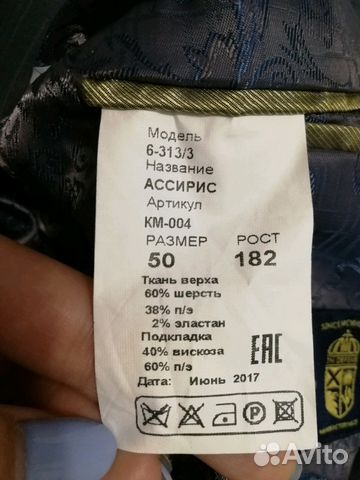 Модель
6-313/3
Название
АССИРИС
Артикул
КМ-004
РАЗМЕР РОСТ
50 182
Ткань верха
60% шерсть
38% п/э
2% эластан
Подкладка
40% вискоза
60% п/э
Дата: Июнь 2017
ЕАС
P
Avito